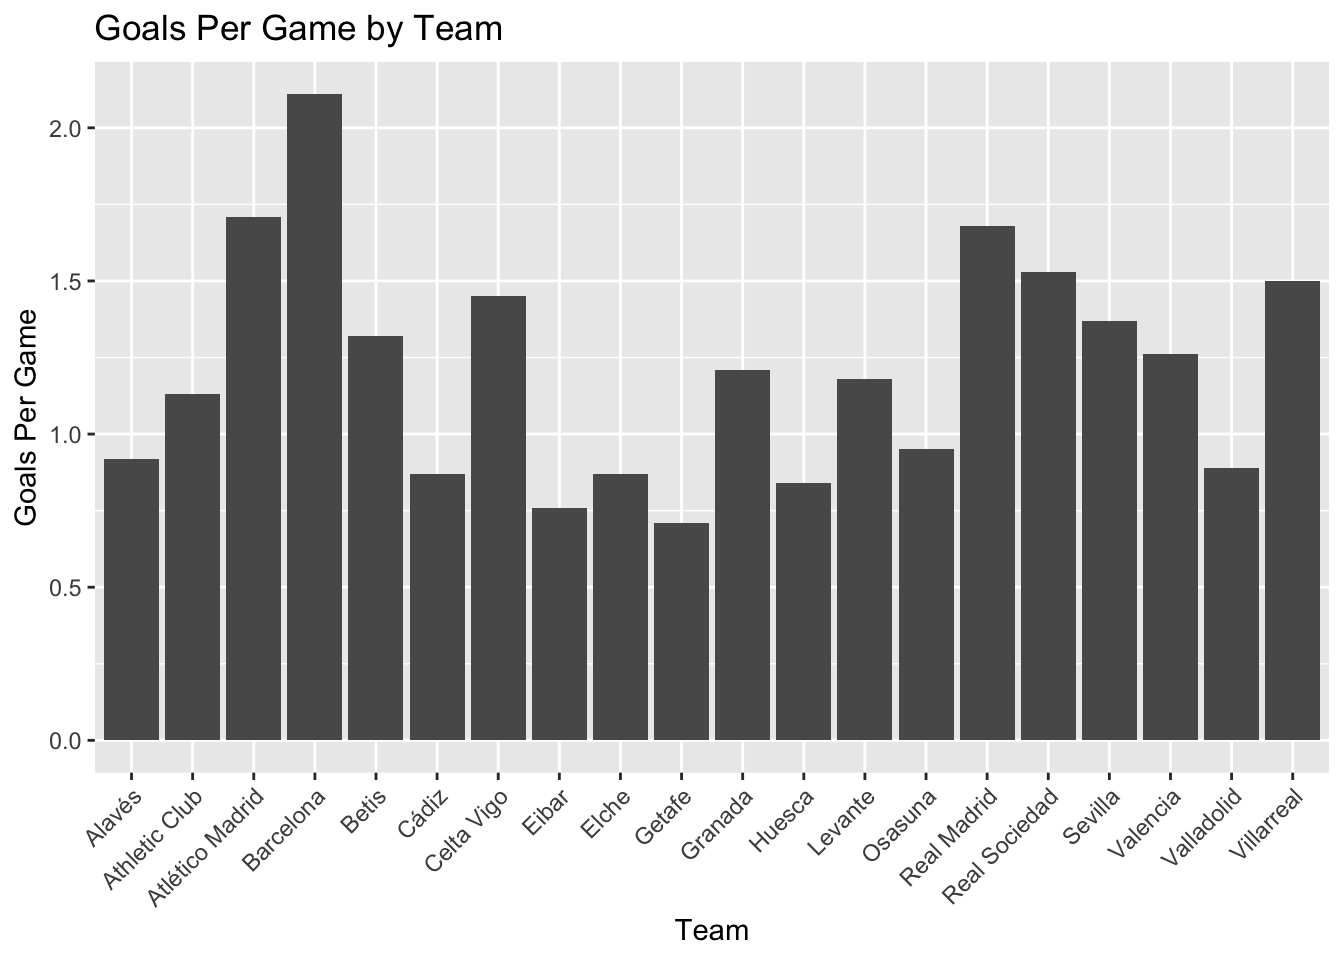 Goals Per Game by Team
Goals Per Game
2.0
1.5
1.0
0.5
0.0
Alavés
Athletic Club
Atlético Madrid
Barcelona
Betis
Cádiz
Celta Vigo
Eibar
Elche
Getafe
Granada
Huesca
Levante
Osasuna
Real Madrid
Real Sociedad
Sevilla
Valencia
Valladolid
Villarreal
Team